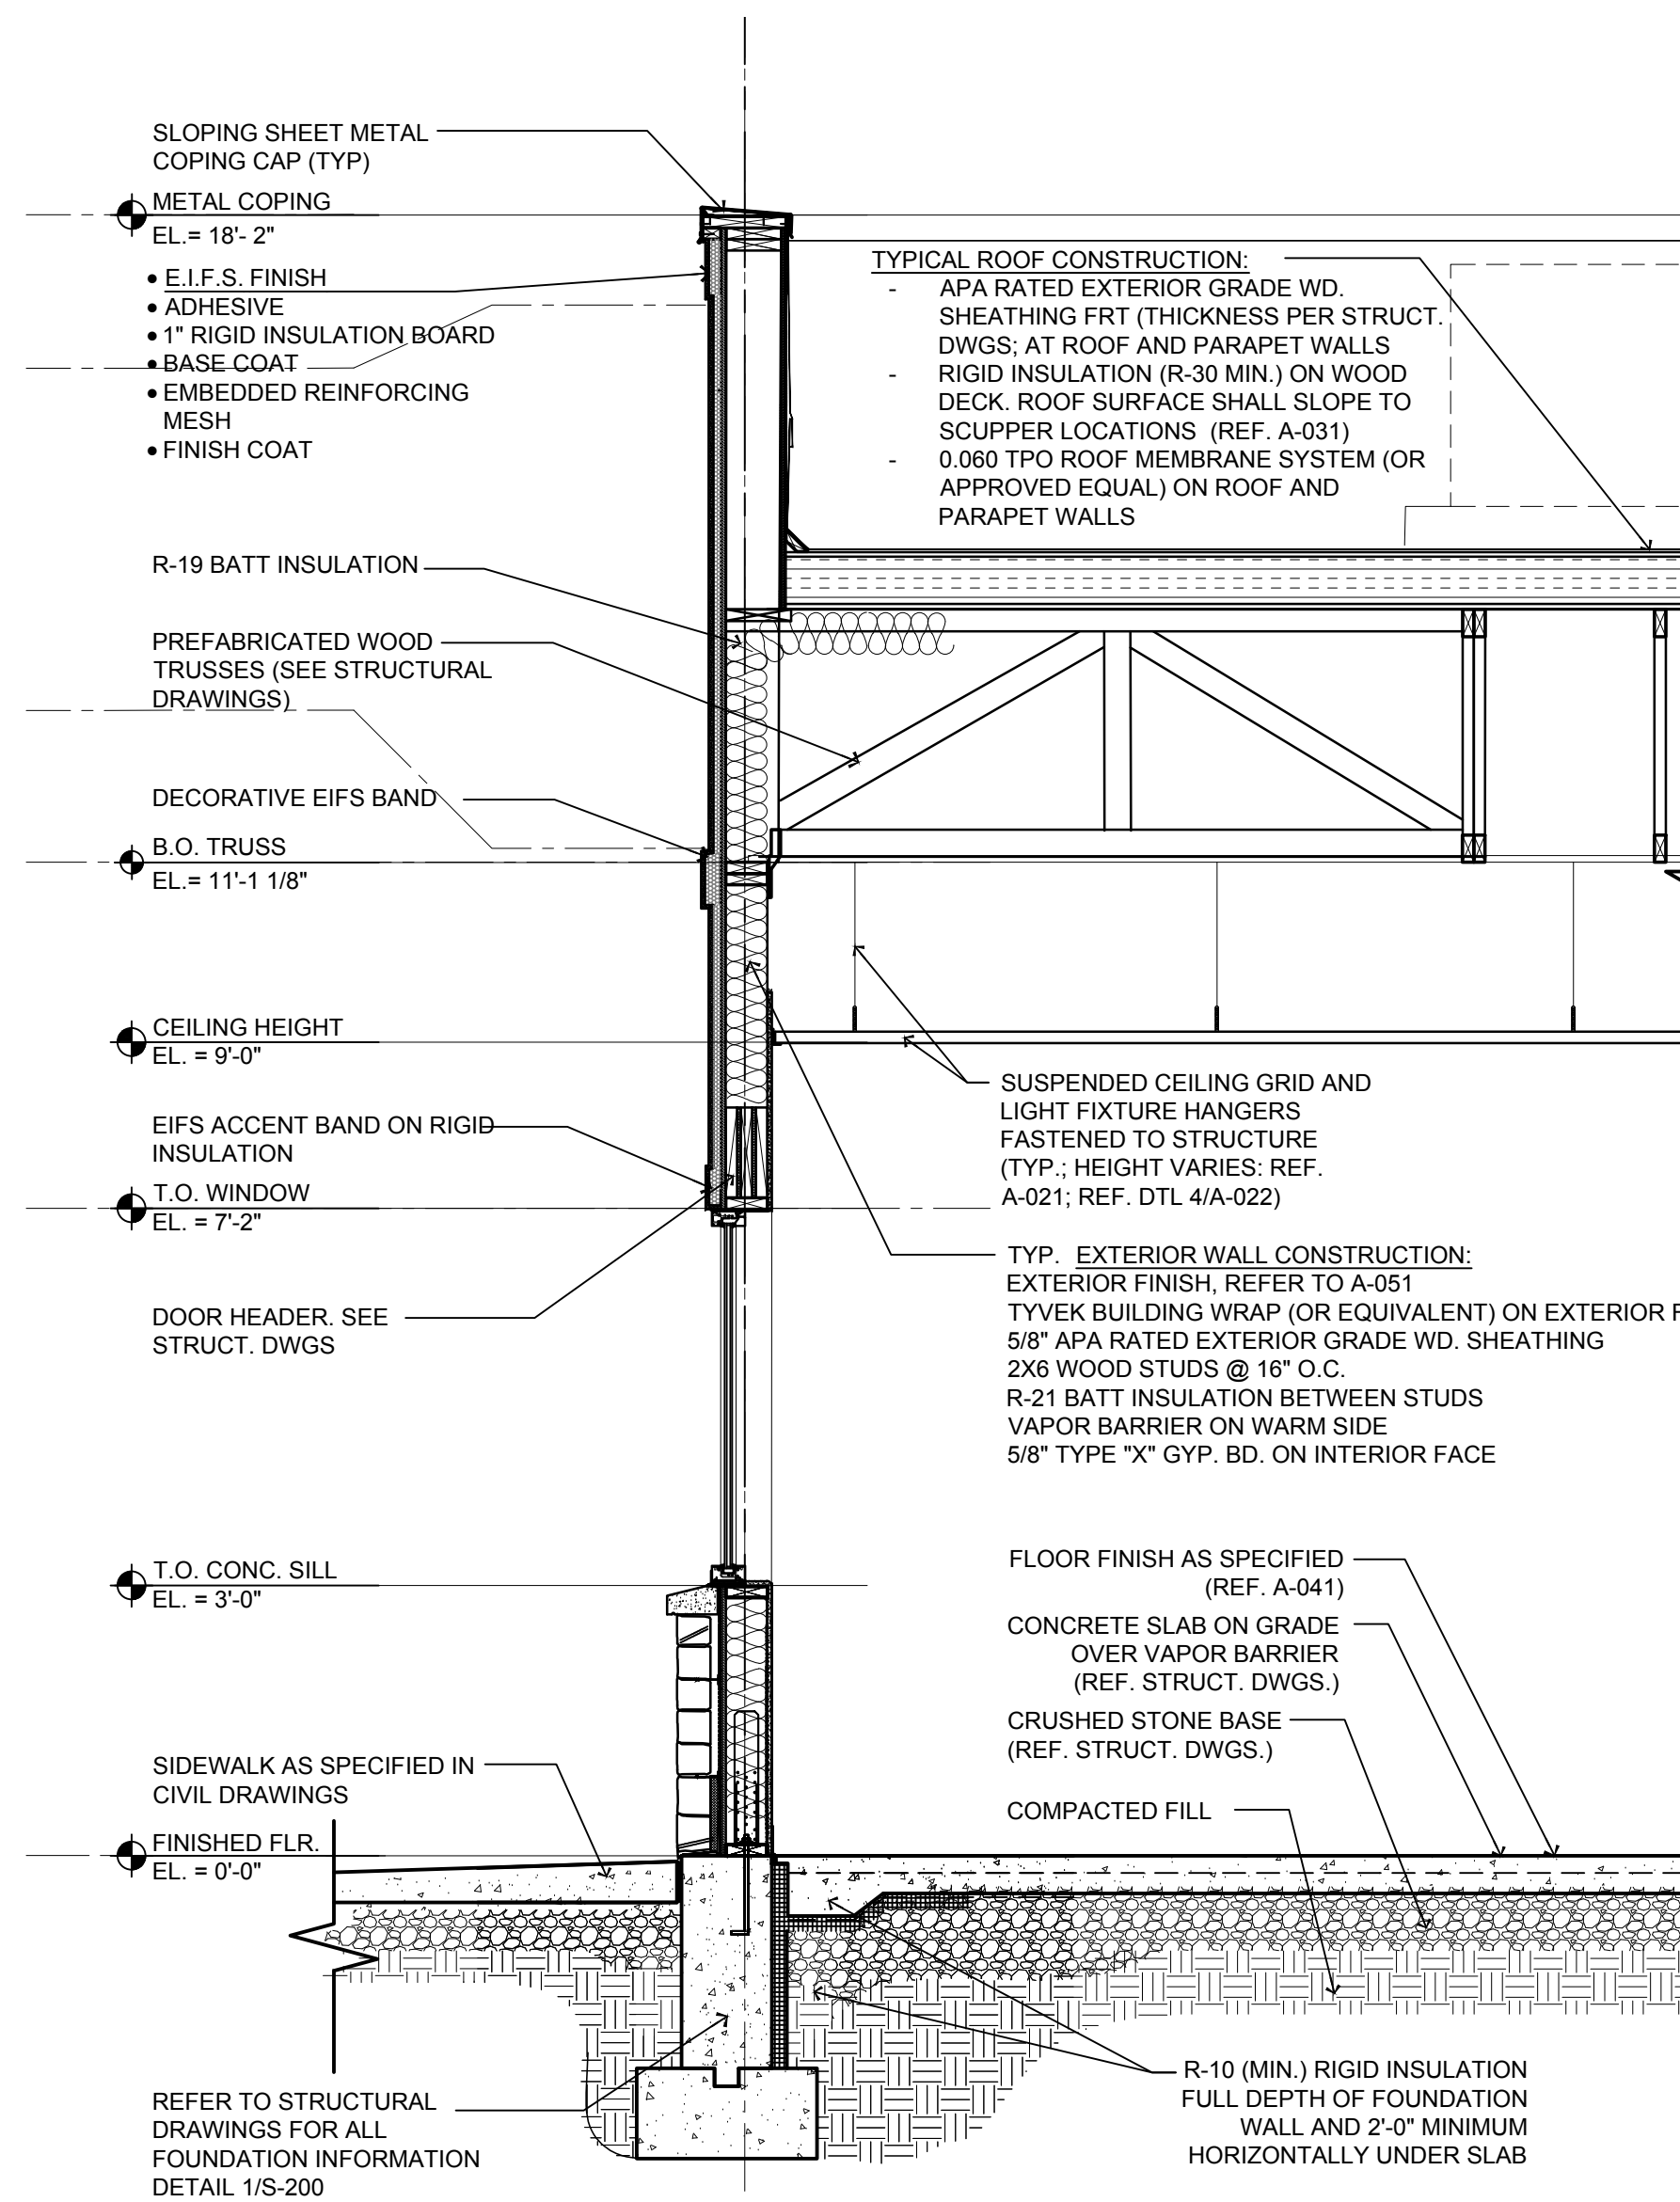 SLOPING SHEET METAL
COPING CAP (TYP)
METAL COPING
EL.= 18'- 2"
• E.I.F.S. FINISH
• ADHESIVE
• 1" RIGID INSULATION BOARD
• BASE COAT
• EMBEDDED REINFORCING
MESH
• FINISH COAT
TYPICAL ROOF CONSTRUCTION:
- APA RATED EXTERIOR GRADE WD.
SHEATHING FRT (THICKNESS PER STRUCT.
DWGS; AT ROOF AND PARAPET WALLS
- RIGID INSULATION (R-30 MIN.) ON WOOD
DECK. ROOF SURFACE SHALL SLOPE TO
SCUPPER LOCATIONS (REF. A-031)
- 0.060 TPO ROOF MEMBRANE SYSTEM (OR
APPROVED EQUAL) ON ROOF AND
PARAPET WALLS
R-19 BATT INSULATION
PREFABRICATED WOOD
TRUSSES (SEE STRUCTURAL
DRAWINGS)
DECORATIVE EIFS BAND
B.O. TRUSS
EL.= 11'-1 1/8"
CEILING HEIGHT
EL. = 9'-0"
SUSPENDED CEILING GRID AND
LIGHT FIXTURE HANGERS
FASTENED TO STRUCTURE
(TYP.; HEIGHT VARIES: REF.
A-021; REF. DTL 4/A-022)
EIFS ACCENT BAND ON RIGID
INSULATION
T.O. WINDOW
EL. = 7'-2"
DOOR HEADER. SEE
STRUCT. DWGS
TYP. EXTERIOR WALL CONSTRUCTION:
EXTERIOR FINISH, REFER TO A-051
TYVEK BUILDING WRAP (OR EQUIVALENT) ON EXTERIOR F
5/8" APA RATED EXTERIOR GRADE WD. SHEATHING
2X6 WOOD STUDS @ 16" O.C.
R-21 BATT INSULATION BETWEEN STUDS
VAPOR BARRIER ON WARM SIDE
5/8" TYPE "X" GYP. BD. ON INTERIOR FACE
T.O. CONC. SILL
EL. = 3'-0"
FLOOR FINISH AS SPECIFIED
(REF. A-041)
CONCRETE SLAB ON GRADE
OVER VAPOR BARRIER
(REF. STRUCT. DWGS.)
CRUSHED STONE BASE
(REF. STRUCT. DWGS.)
COMPACTED FILL
SIDEWALK AS SPECIFIED IN
CIVIL DRAWINGS
FINISHED FLR.
EL. = 0'-0"
REFER TO STRUCTURAL
DRAWINGS FOR ALL
FOUNDATION INFORMATION
DETAIL 1/S-200
R-10 (MIN.) RIGID INSULATION
FULL DEPTH OF FOUNDATION
WALL AND 2'-0" MINIMUM
HORIZONTALLY UNDER SLAB